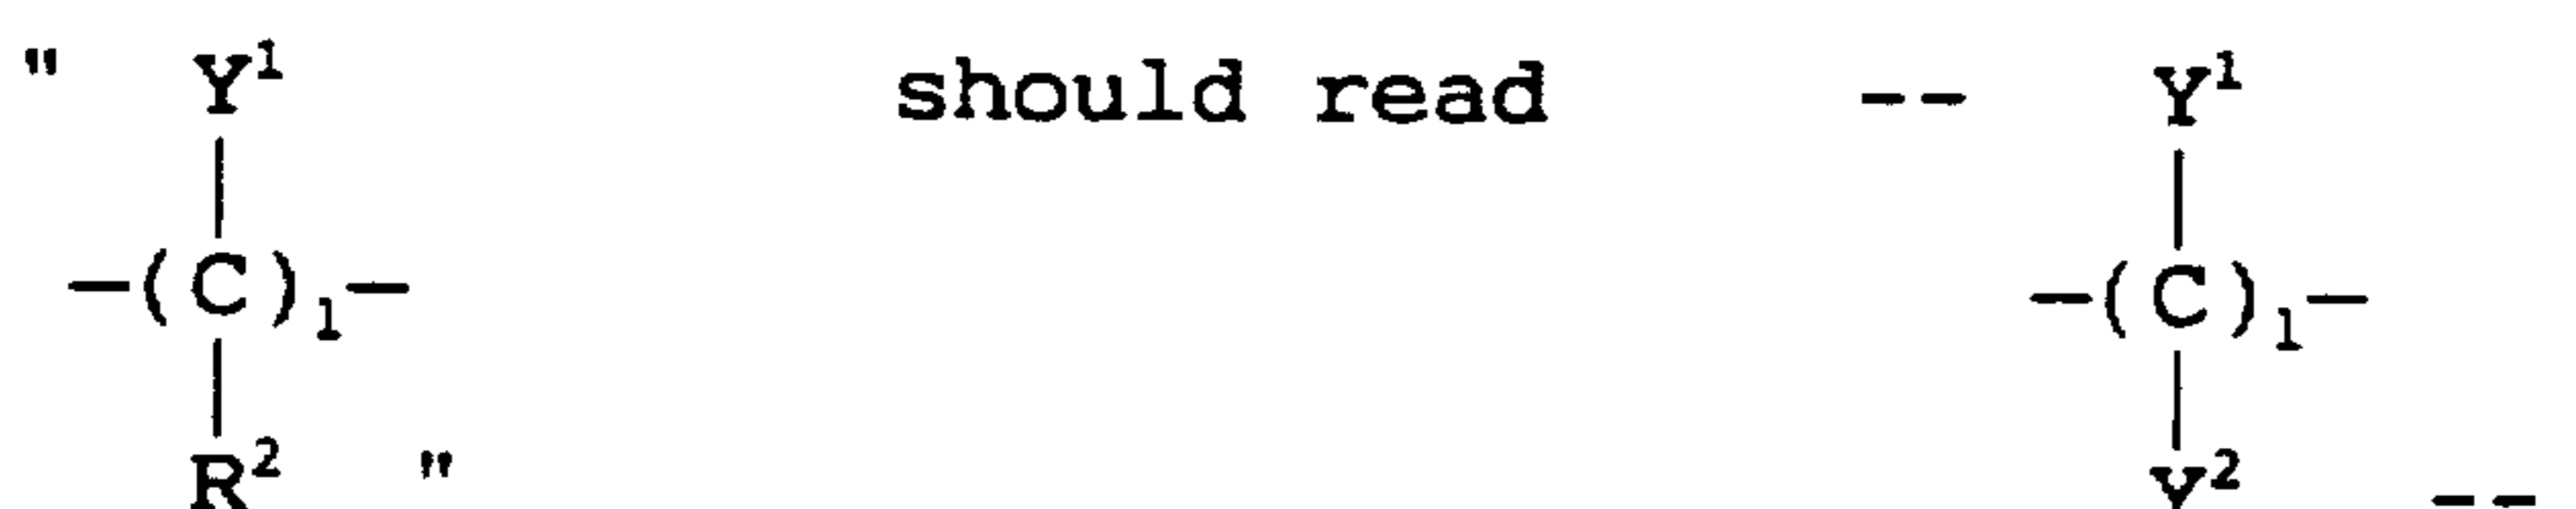 " Y¹ should read -- Y¹
-(C)₁- -(C)₁-
R² " Y² --